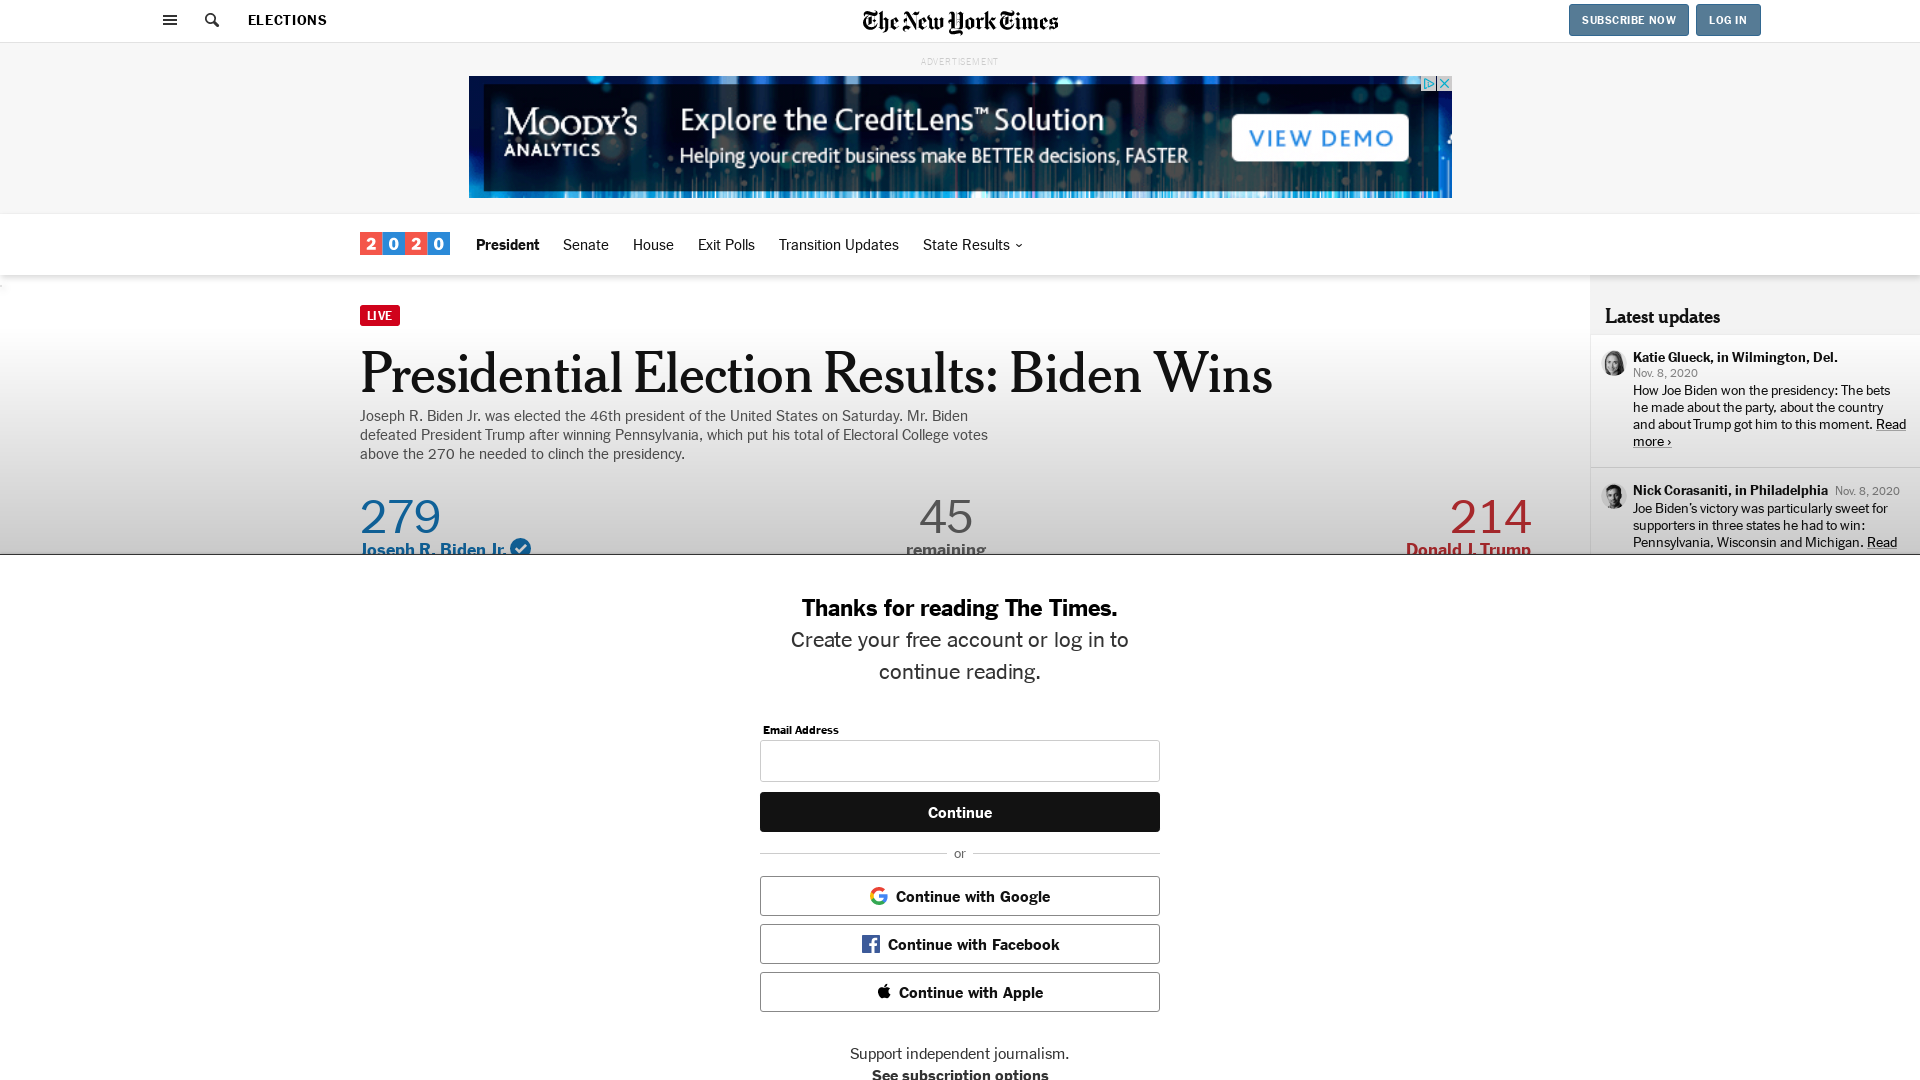 ELECTIONS
The New York Times
SUBSCRIBE NOW
LOG IN
ADVERTISEMENT
MOODY'S
ANALYTICS
Explore the CreditLens™ Solution
Helping your credit business make BETTER decisions, FASTER
VIEW DEMO
2020
President
Senate
House
Exit Polls
Transition Updates
State Results
LIVE
Presidential Election Results: Biden Wins
Joseph R. Biden Jr. was elected the 46th president of the United States on Saturday. Mr. Biden
defeated President Trump after winning Pennsylvania, which put his total of Electoral College votes
above the 270 he needed to clinch the presidency.
279
Joseph R. Biden Jr.
45
remaining
214
Donald J. Trump
Latest updates
Katie Glueck, in Wilmington, Del.
Nov. 8, 2020
How Joe Biden won the presidency: The bets
he made about the party, about the country
and about Trump got him to this moment. Read
more ›
Nick Corasaniti, in Philadelphia Nov. 8, 2020
Joe Biden's victory was particularly sweet for
supporters in three states he had to win:
Pennsylvania, Wisconsin and Michigan. Read
Thanks for reading The Times.
Create your free account or log in to
continue reading.
Email Address
Continue
or
Continue with Google
Continue with Facebook
Continue with Apple
Support independent journalism.
See subscription options